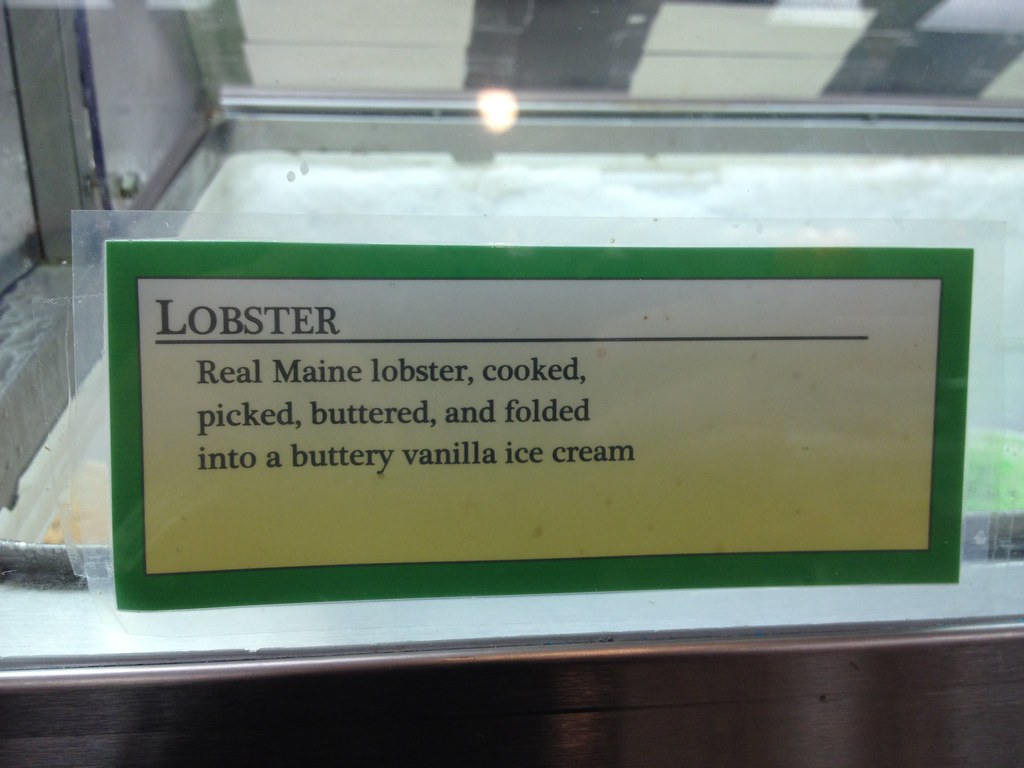 LOBSTER
Real Maine lobster, cooked,
picked, buttered, and folded
into a buttery vanilla ice cream